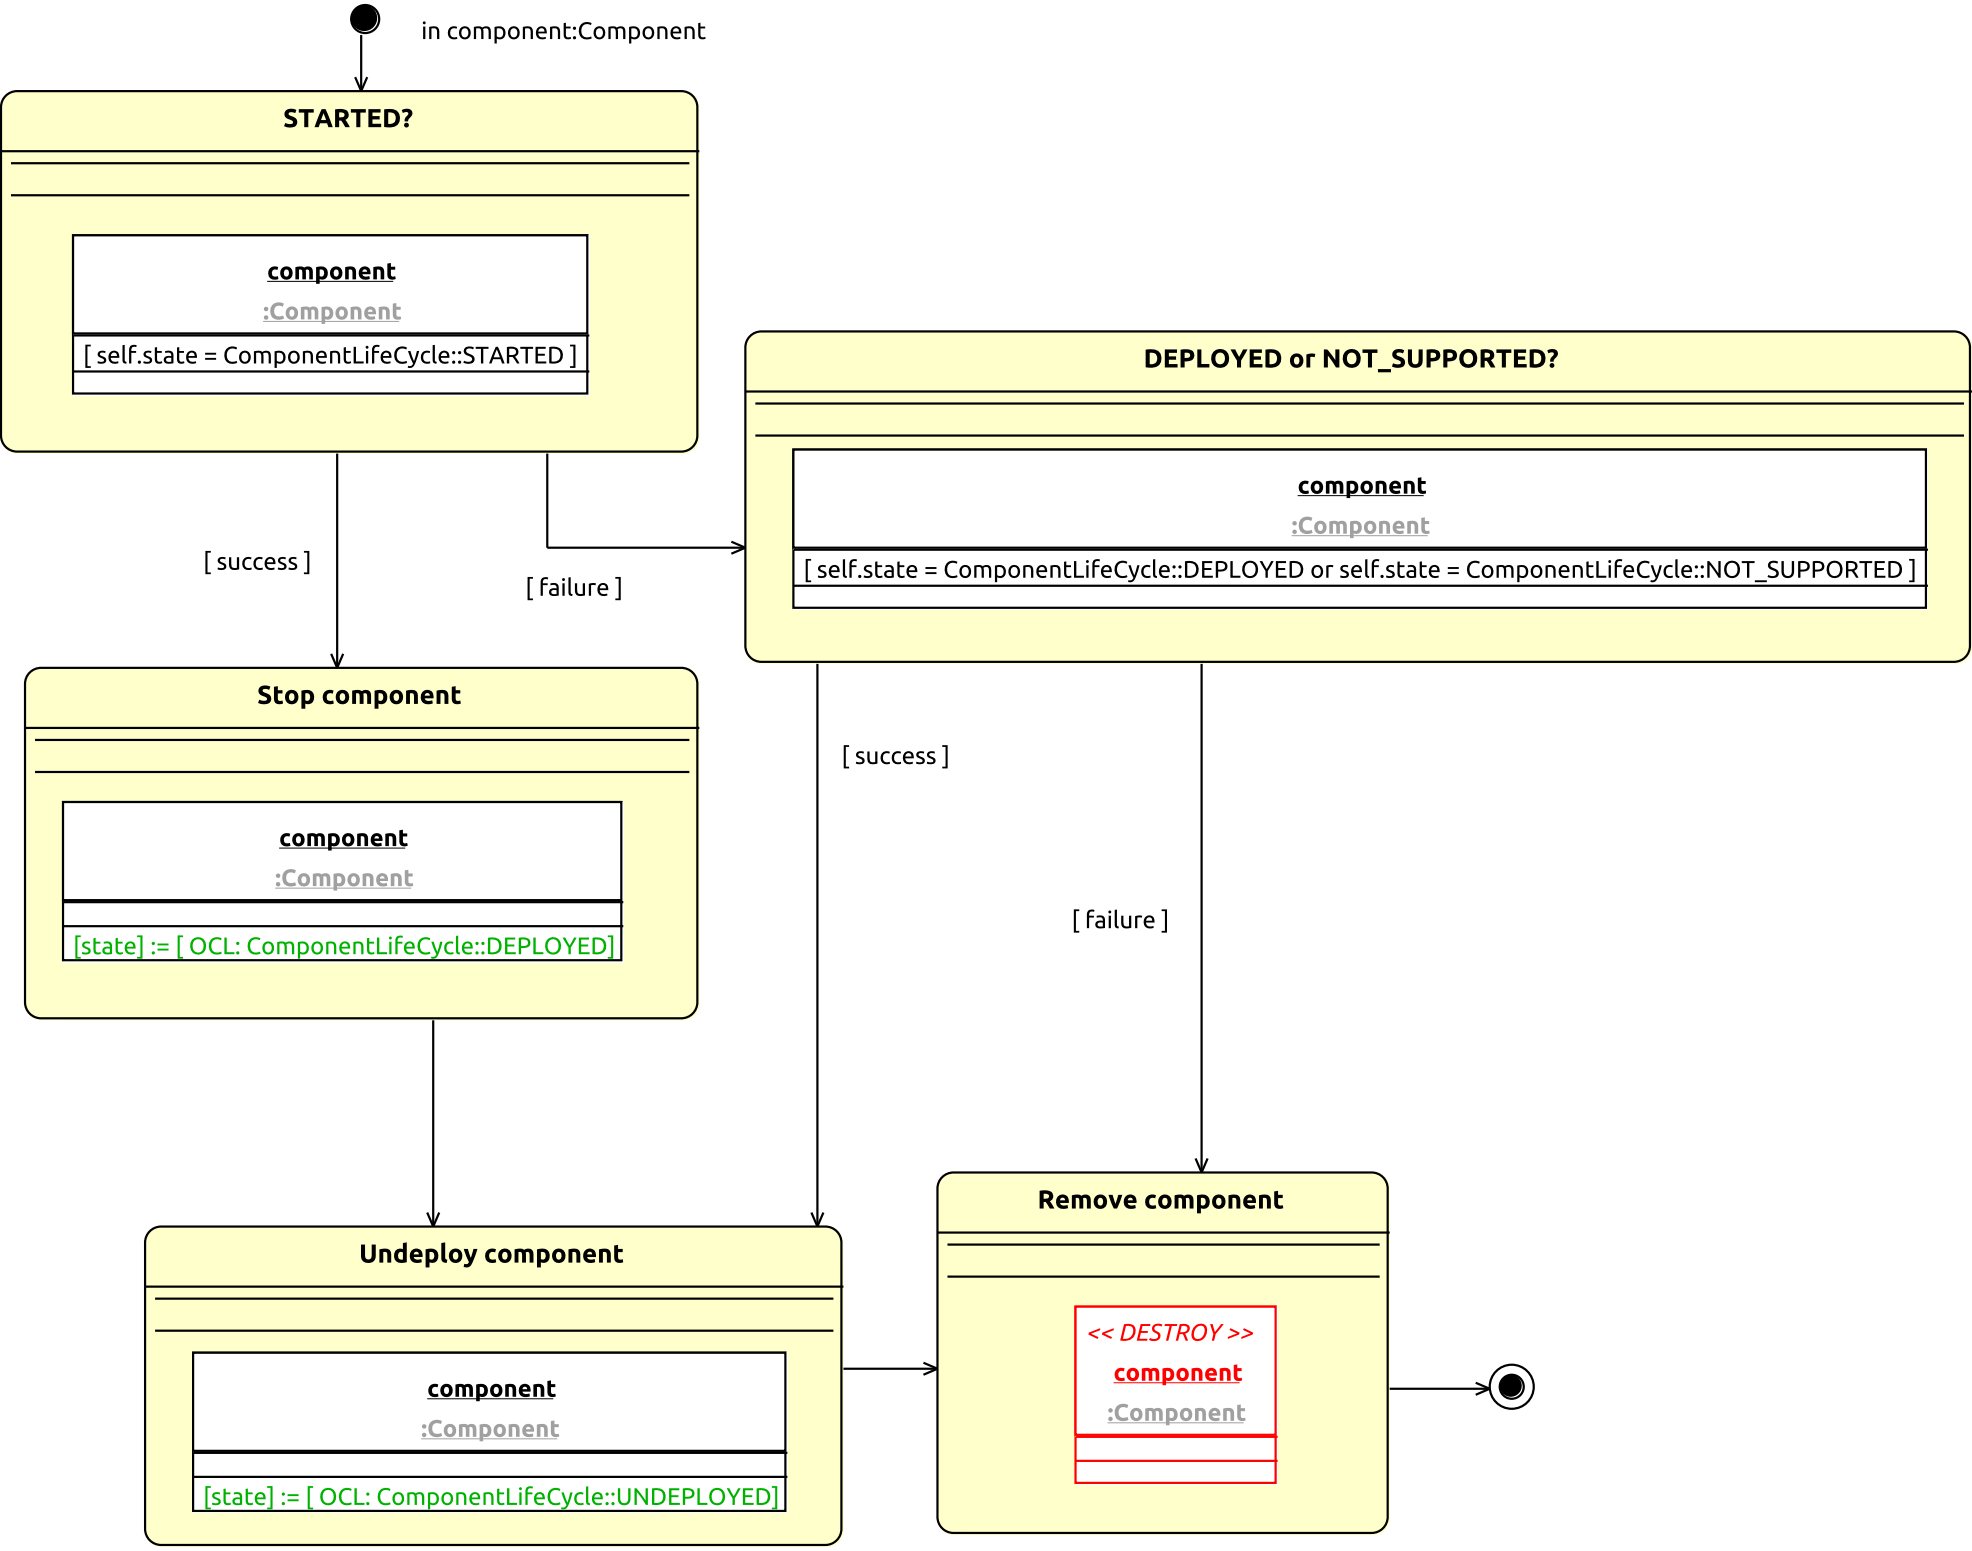 in component:Component
STARTED?
component
:Component
[ self.state = ComponentLifeCycle::STARTED ]
DEPLOYED or NOT_SUPPORTED?
component
:Component
[ self.state = ComponentLifeCycle::DEPLOYED or self.state = ComponentLifeCycle::NOT_SUPPORTED ]
[ success ]
[ failure ]
Stop component
component
:Component
[state] := [ OCL: ComponentLifeCycle::DEPLOYED]
[ success ]
[ failure ]
Undeploy component
component
:Component
[state] := [ OCL: ComponentLifeCycle::UNDEPLOYED]
Remove component
<< DESTROY >>
component
:Component